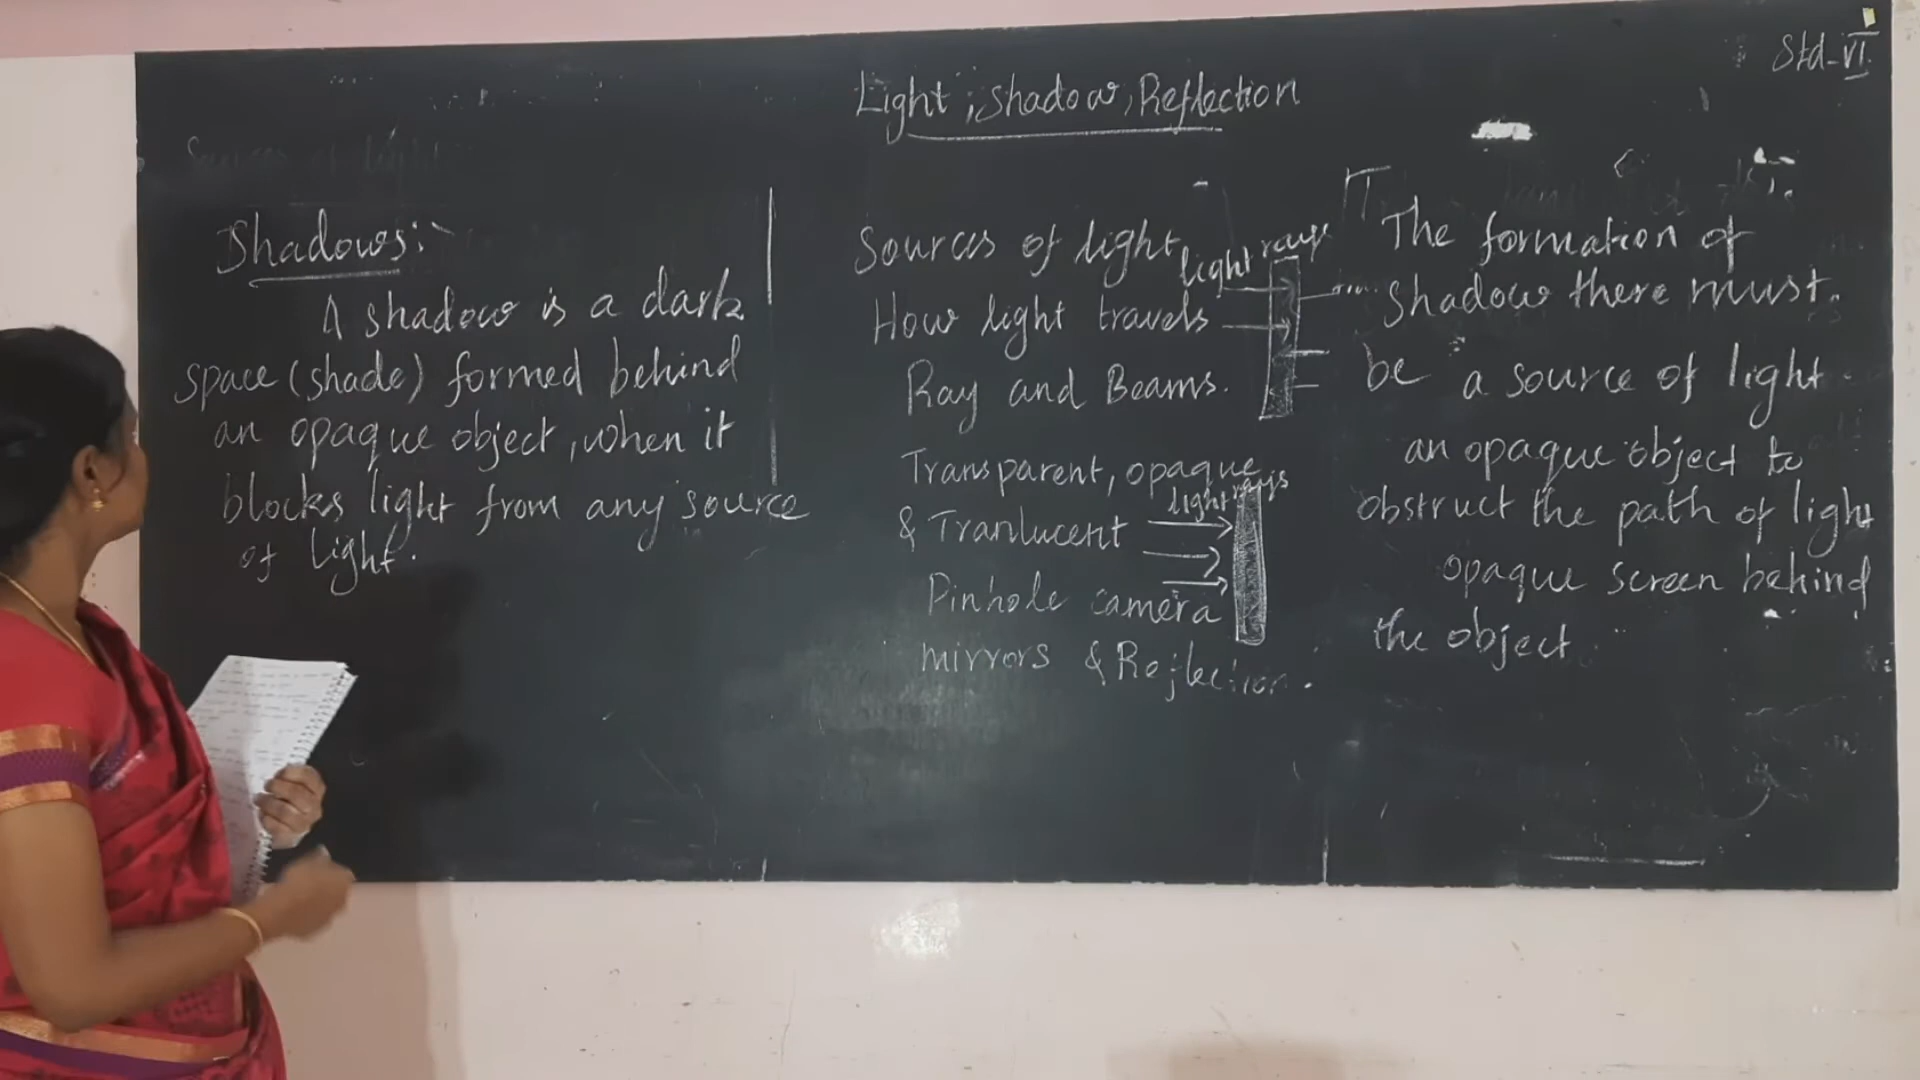 Std-VI
Light, Shadow, Reflection
Sources of light
Shadows:-
A shadow is a dark
space (shade) formed behind
an opaque object, when it
blocks light from any source
of light.
Sources of light
How light travels
Ray and Beams.
Transparent, opaque
& Tranlucent
Pinhole camera
mirrors & Reflection.
light rays
light rays
The formation of
shadow there must
be a source of light
an opaque object to
obstruct the path of light
opaque screen behind
the object